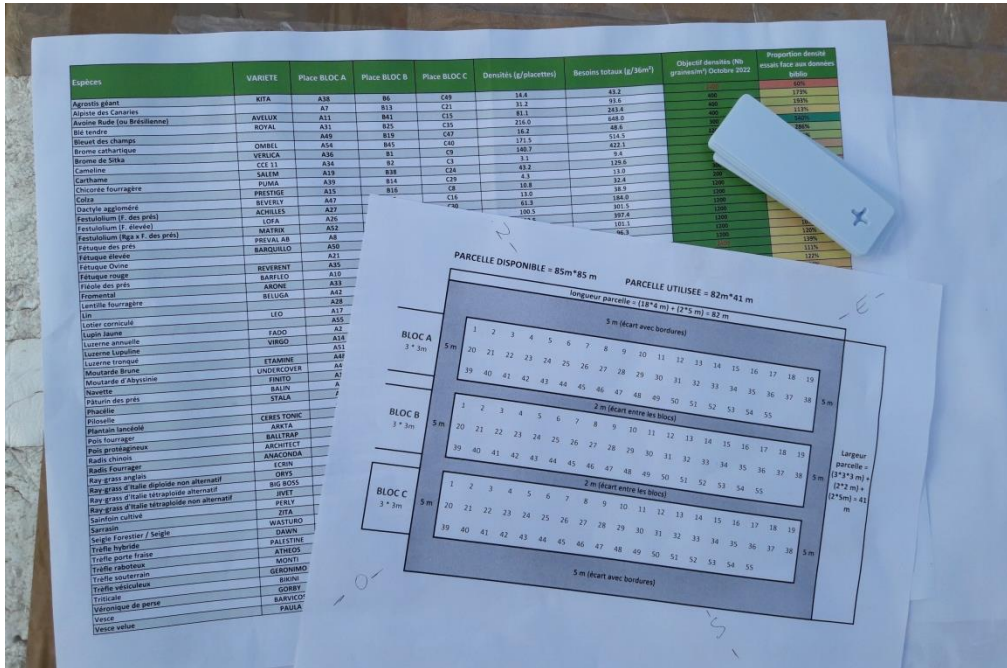 Espèces VARIETE Place BLOC A Place BLOC B Place BLOC C Densités (g/placettes) Besoins totaux (g/36m²) Objectif densités (Nb graines/m²) Octobre 2022 Proportion densité essais face aux données biblio
Agrostis géant KITA A38 B6 C49 14.4 43.2 40%
Alpiste des Canaries A7 B13 C21 31.2 93.6 400 173%
Avoine Rude (ou Brésilienne) AVELUX A11 B41 C15 81.1 243.4 400 193%
Blé tendre ROYAL A31 B25 C35 216.0 648.0 400 113%
Bleuet des champs A49 B19 C47 16.2 48.6
Brome cathartique OMBEL A54 B45 C40 171.5 514.5
Brome de Sitka VERLICA A36 B1 C9 140.7 422.1
Cameline CCE 11 A34 B2 C3 3.1 9.4
Carthame SALEM A19 B38 C24 43.2 129.6
Chicorée fourragère PUMA A39 B14 C29 4.3 13.0
Colza PRESTIGE A15 B16 C8 10.8 32.4
Dactyle aggloméré BEVERLY A47 C16 13.0 38.9 1200
Festulolium (F. des prés) ACHILLES A27 61.3 184.0 1200
Festulolium (F. élevée) LOFA A26 100.5 301.5 1200
Festulolium (Rga x F. des prés) MATRIX A52 397.4 1200
Fétuque des prés PREVAL AB A8 101.1 1200 120%
Fétuque élevée BARQUILLO A50 96.3 139%
Fétuque Ovine A21 111%
Fétuque rouge REVERENT A35 122%
Fléole des prés BARFLEO A10
Fromental ARONE A33
Lentille fourragère BELUGA A42
Lin A28
Lotier corniculé LEO A17
Lupin Jaune A55
Luzerne annuelle FADO A2
Luzerne Lupuline VIRGO A14
Luzerne tronqué A51
Moutarde Brune ETAMINE
Moutarde d'Abyssinie UNDERCOVER
Navette FINITO
Pâturin des prés BALIN
Phacélie STALA
Piloselle
Plantain lancéolé CERES TONIC
Pois fourrager ARKTA
Pois protéagineux BALLTRAP
Radis chinois ARCHITECT
Radis Fourrager ANACONDA
Ray-grass anglais ECRIN
Ray-grass d'Italie diploïde non alternatif ORYS
Ray-grass d'Italie tétraploïde alternatif BIG BOSS
Ray-grass d'Italie tétraploïde non alternatif JIVET
Sainfoin cultivé PERLY
Sarrasin ZITA
Seigle Forestier / Seigle WASTURO
Trèfle hybride DAWN
Trèfle porte fraise PALESTINE
Trèfle raboteux ATHEOS
Trèfle souterrain MONTI
Trèfle vésiculeux GERONIMO
Triticale BIKINI
Véronique de perse GORBY
Vesce BARVICOS
Vesce velue PAULA
- N -
PARCELLE DISPONIBLE = 85m*85 m PARCELLE UTILISEE = 82m*41 m
- E -
longueur parcelle = (18*4 m) + (2*5 m) = 82 m
5 m (écart avec bordures)
BLOC A
3 * 3m
5 m
1 2 3 4 5 6 7 8 9 10 11 12 13 14 15 16 17 18 19
20 21 22 23 24 25 26 27 28 29 30 31 32 33 34 35 36 37 38
39 40 41 42 43 44 45 46 47 48 49 50 51 52 53 54 55
5 m
2 m (écart entre les blocs)
BLOC B
3 * 3m
5 m
1 2 3 4 5 6 7 8 9 10 11 12 13 14 15 16 17 18 19
20 21 22 23 24 25 26 27 28 29 30 31 32 33 34 35 36 37 38
39 40 41 42 43 44 45 46 47 48 49 50 51 52 53 54 55
5 m
2 m (écart entre les blocs)
BLOC C
3 * 3m
5 m
1 2 3 4 5 6 7 8 9 10 11 12 13 14 15 16 17 18 19
20 21 22 23 24 25 26 27 28 29 30 31 32 33 34 35 36 37 38
39 40 41 42 43 44 45 46 47 48 49 50 51 52 53 54 55
5 m
5 m (écart avec bordures)
Largeur
parcelle =
(3*3*3 m) +
(2*2 m) +
(2*5m) = 41
m
- O -
- S -